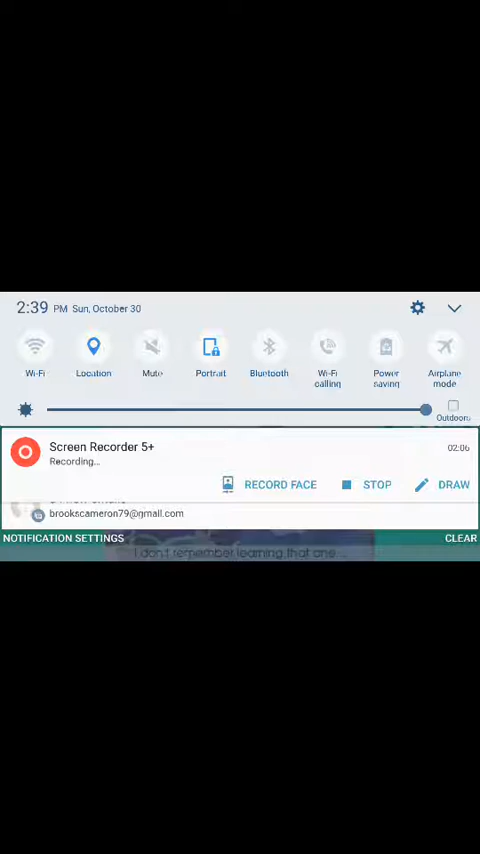 2:39 PM Sun, October 30
Wi-Fi Location Mute Portrait Bluetooth Wi-Fi calling Power saving Airplane mode
Outdoors
Screen Recorder 5+ 02:06
Recording...
RECORD FACE STOP DRAW
brookscameron79@gmail.com
NOTIFICATION SETTINGS CLEAR
I don't remember learning that one...